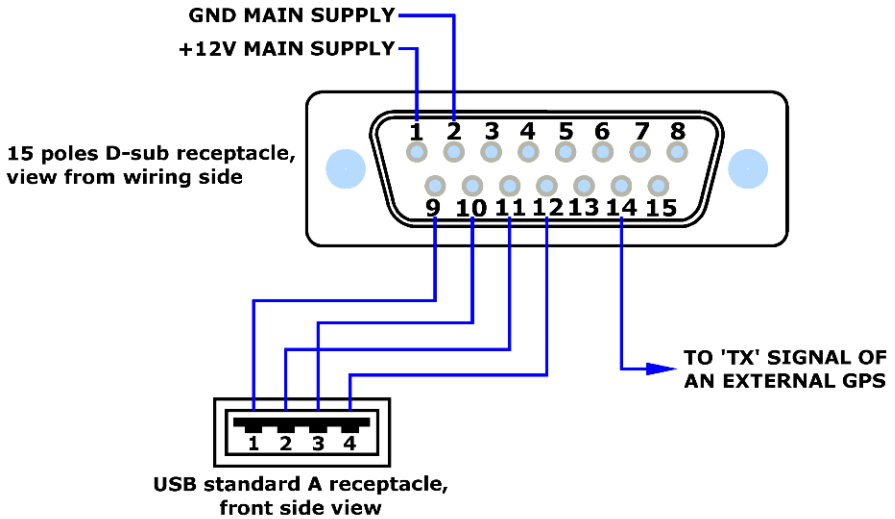 GND MAIN SUPPLY
+12V MAIN SUPPLY
15 poles D-sub receptacle,
view from wiring side
1 2 3 4 5 6 7 8
9 10 11 12 13 14 15
TO 'TX' SIGNAL OF
AN EXTERNAL GPS
1 2 3 4
USB standard A receptacle,
front side view